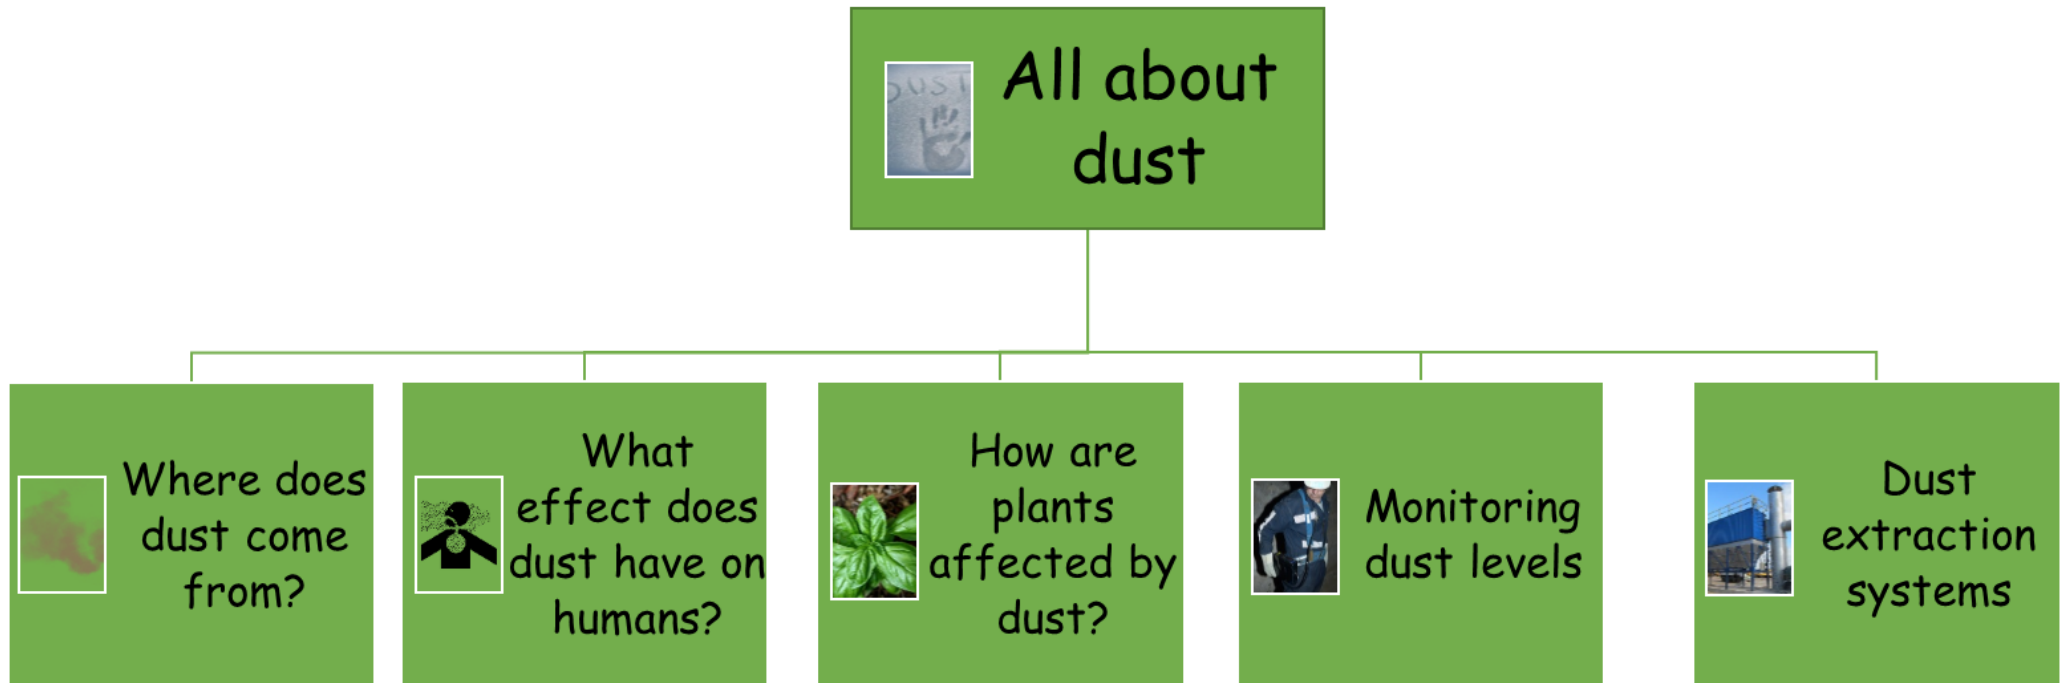 DUST
All about
dust
Where does
dust come
from?
What
effect does
dust have on
humans?
How are
plants
affected by
dust?
Monitoring
dust levels
Dust
extraction
systems